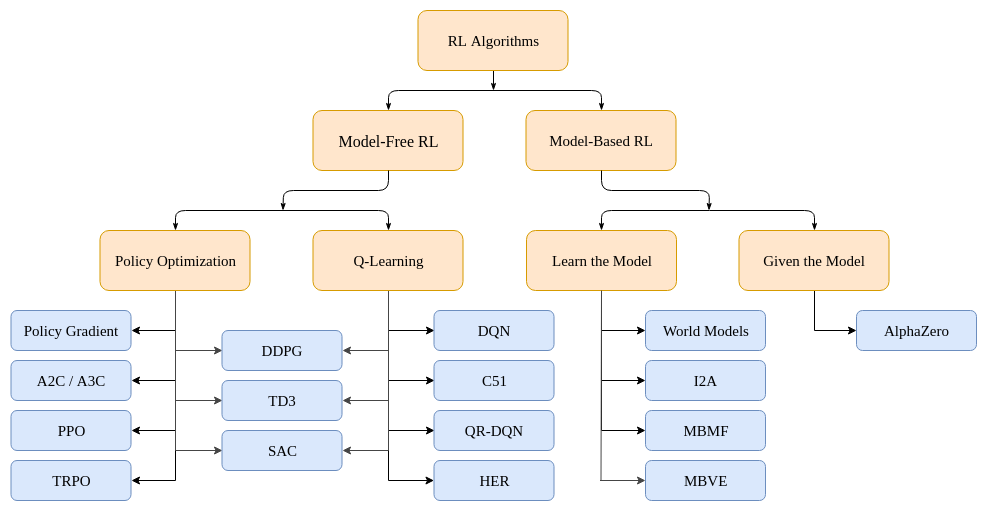 RL Algorithms
Model-Free RL
Model-Based RL
Policy Optimization
Q-Learning
Learn the Model
Given the Model
Policy Gradient
A2C / A3C
PPO
TRPO
DDPG
TD3
SAC
DQN
C51
QR-DQN
HER
World Models
I2A
MBMF
MBVE
AlphaZero